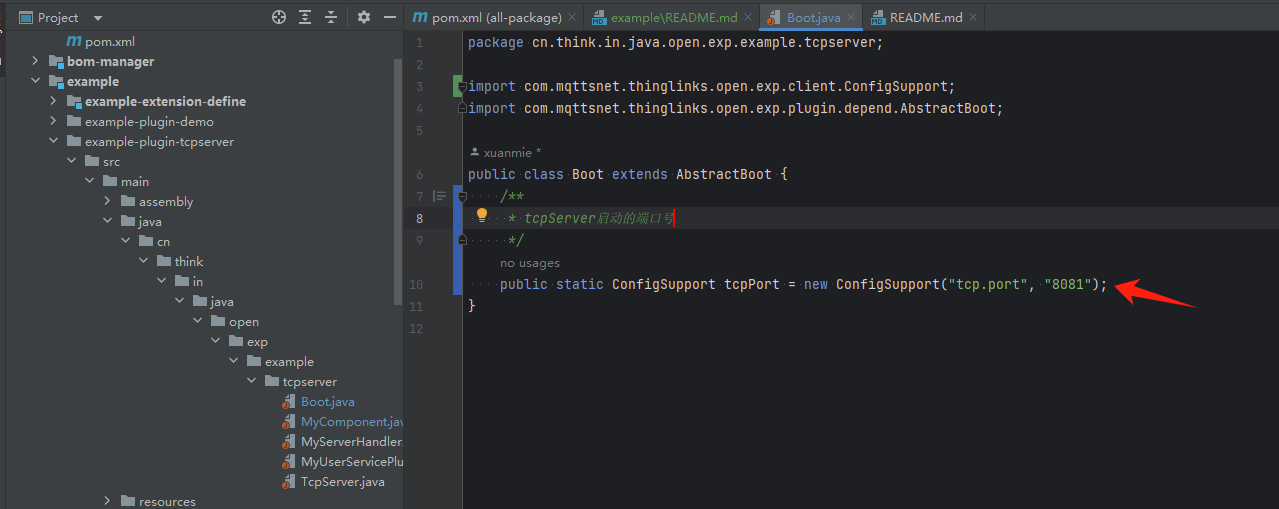 Project
pom.xml
bom-manager
example
example-extension-define
example-plugin-demo
example-plugin-tcpserver
src
main
assembly
java
cn
think
in
java
open
exp
example
tcpserver
Boot.java
MyComponent.jav
MyServerHandler.
MyUserServicePlu
TcpServer.java
resources
pom.xml (all-package)
example\README.md
Boot.java
README.md
1 package cn.think.in.java.open.exp.example.tcpserver;
2
3 import com.mqttsnet.thinglinks.open.exp.client.ConfigSupport;
4 import com.mqttsnet.thinglinks.open.exp.plugin.depend.AbstractBoot;
5
xuanmie *
6 public class Boot extends AbstractBoot {
7 /**
8 * tcpServer启动的端口号
9 */
no usages
10 public static ConfigSupport tcpPort = new ConfigSupport("tcp.port", "8081");
11 }
12